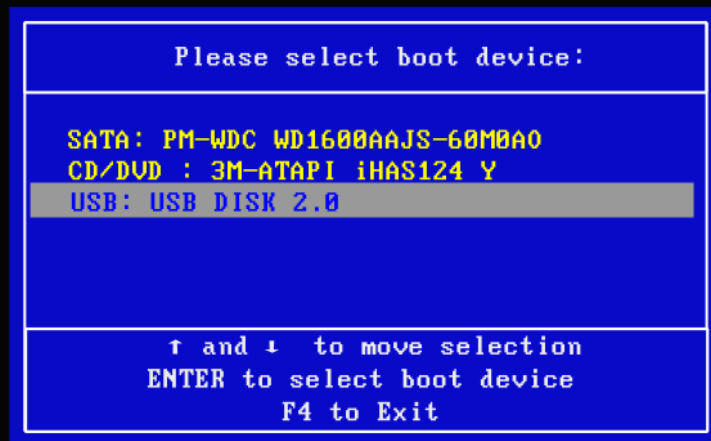 Please select boot device:
SATA: PM-WDC WD1600AAJS-60M0A0
CD/DVD : 3M-ATAPI iHAS124 Y
USB: USB DISK 2.0
↑ and ↓ to move selection
ENTER to select boot device
F4 to Exit